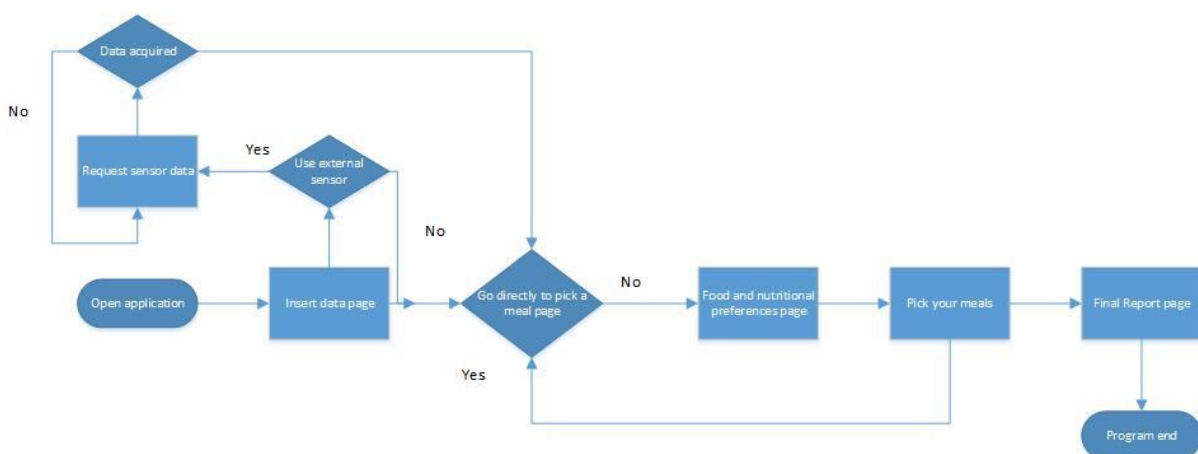 Data acquired
No
Request sensor data
Yes
Use external
sensor
No
Open application
Insert data page
Go directly to pick a
meal page
No
Food and nutritional
preferences page
Pick your meals
Final Report page
Yes
Program end